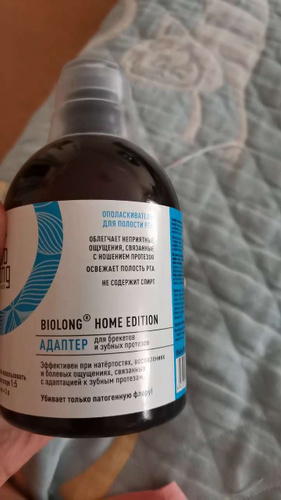 ОПОЛАСКИВАТЕЛЬ
ДЛЯ ПОЛОСТИ РТА
ОБЛЕГЧАЕТ НЕПРИЯТНЫЕ
ОЩУЩЕНИЯ, СВЯЗАННЫЕ
С НОШЕНИЕМ ПРОТЕЗОВ
ОСВЕЖАЕТ ПОЛОСТЬ РТА
НЕ СОДЕРЖИТ СПИРТ
BIOLONG® HOME EDITION
АДАПТЕР для брекетов
и зубных протезов
Эффективен при натёртостях, воспалениях
и болевых ощущениях, связанных
с адаптацией к зубным протезам
Убивает только патогенную флору!